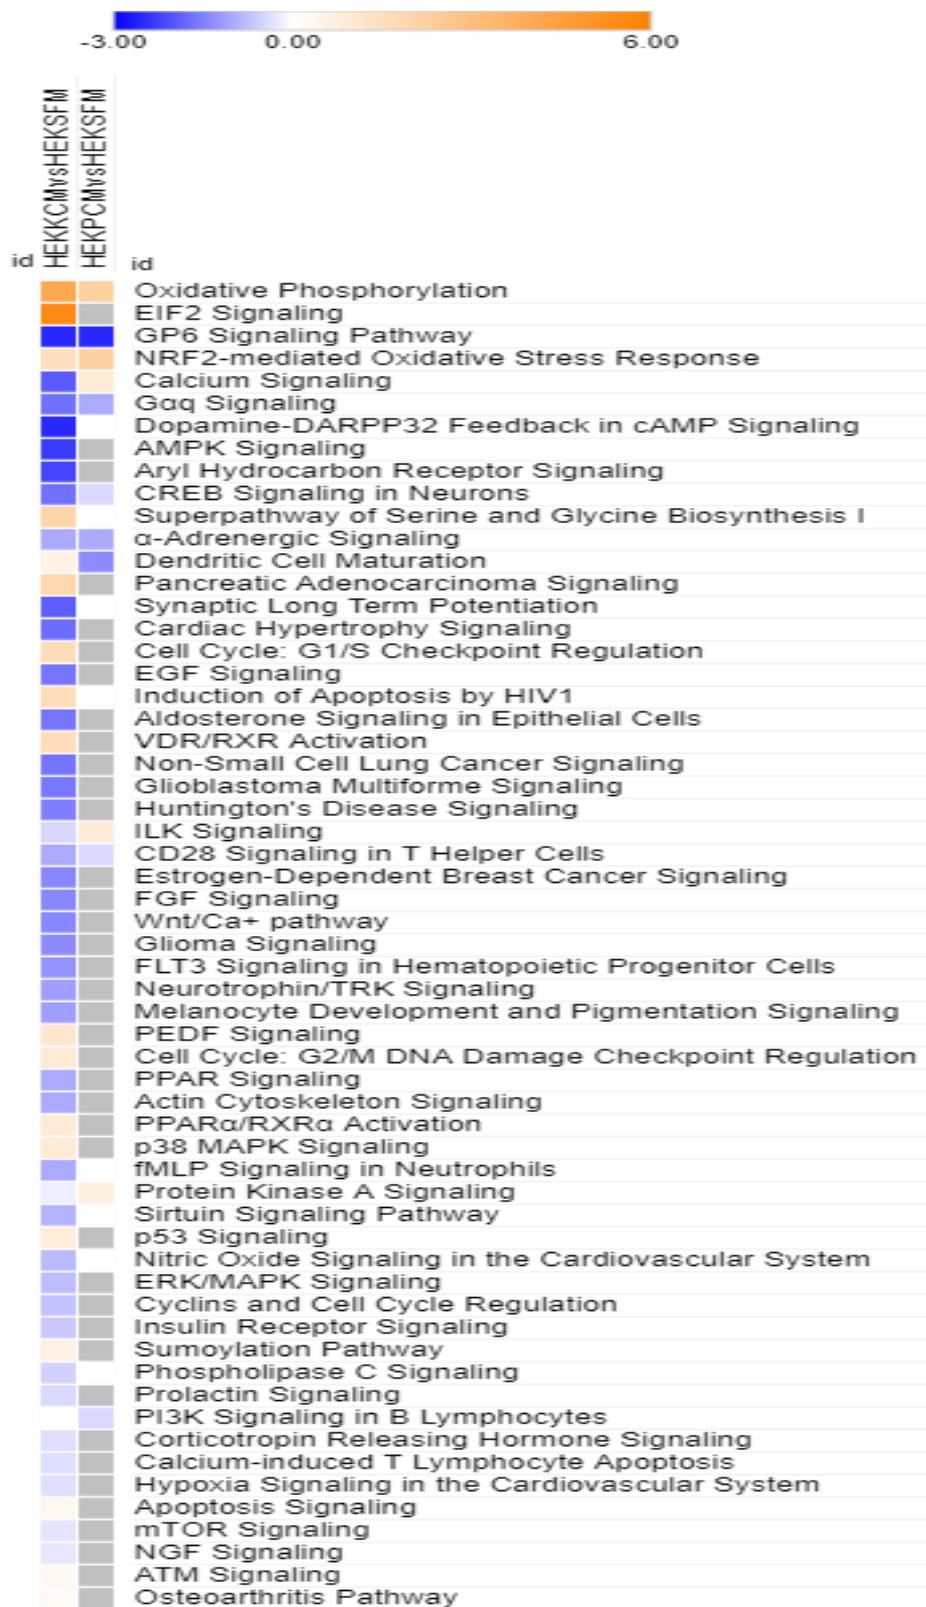 -3.00 0.00 6.00
HEKKCMvsHEKSFM
HEKPCMvsHEKSFM
id id
Oxidative Phosphorylation
EIF2 Signaling
GP6 Signaling Pathway
NRF2-mediated Oxidative Stress Response
Calcium Signaling
Gαq Signaling
Dopamine-DARPP32 Feedback in cAMP Signaling
AMPK Signaling
Aryl Hydrocarbon Receptor Signaling
CREB Signaling in Neurons
Superpathway of Serine and Glycine Biosynthesis I
α-Adrenergic Signaling
Dendritic Cell Maturation
Pancreatic Adenocarcinoma Signaling
Synaptic Long Term Potentiation
Cardiac Hypertrophy Signaling
Cell Cycle: G1/S Checkpoint Regulation
EGF Signaling
Induction of Apoptosis by HIV1
Aldosterone Signaling in Epithelial Cells
VDR/RXR Activation
Non-Small Cell Lung Cancer Signaling
Glioblastoma Multiforme Signaling
Huntington's Disease Signaling
ILK Signaling
CD28 Signaling in T Helper Cells
Estrogen-Dependent Breast Cancer Signaling
FGF Signaling
Wnt/Ca+ pathway
Glioma Signaling
FLT3 Signaling in Hematopoietic Progenitor Cells
Neurotrophin/TRK Signaling
Melanocyte Development and Pigmentation Signaling
PEDF Signaling
Cell Cycle: G2/M DNA Damage Checkpoint Regulation
PPAR Signaling
Actin Cytoskeleton Signaling
PPARα/RXRα Activation
p38 MAPK Signaling
fMLP Signaling in Neutrophils
Protein Kinase A Signaling
Sirtuin Signaling Pathway
p53 Signaling
Nitric Oxide Signaling in the Cardiovascular System
ERK/MAPK Signaling
Cyclins and Cell Cycle Regulation
Insulin Receptor Signaling
Sumoylation Pathway
Phospholipase C Signaling
Prolactin Signaling
PI3K Signaling in B Lymphocytes
Corticotropin Releasing Hormone Signaling
Calcium-induced T Lymphocyte Apoptosis
Hypoxia Signaling in the Cardiovascular System
Apoptosis Signaling
mTOR Signaling
NGF Signaling
ATM Signaling
Osteoarthritis Pathway